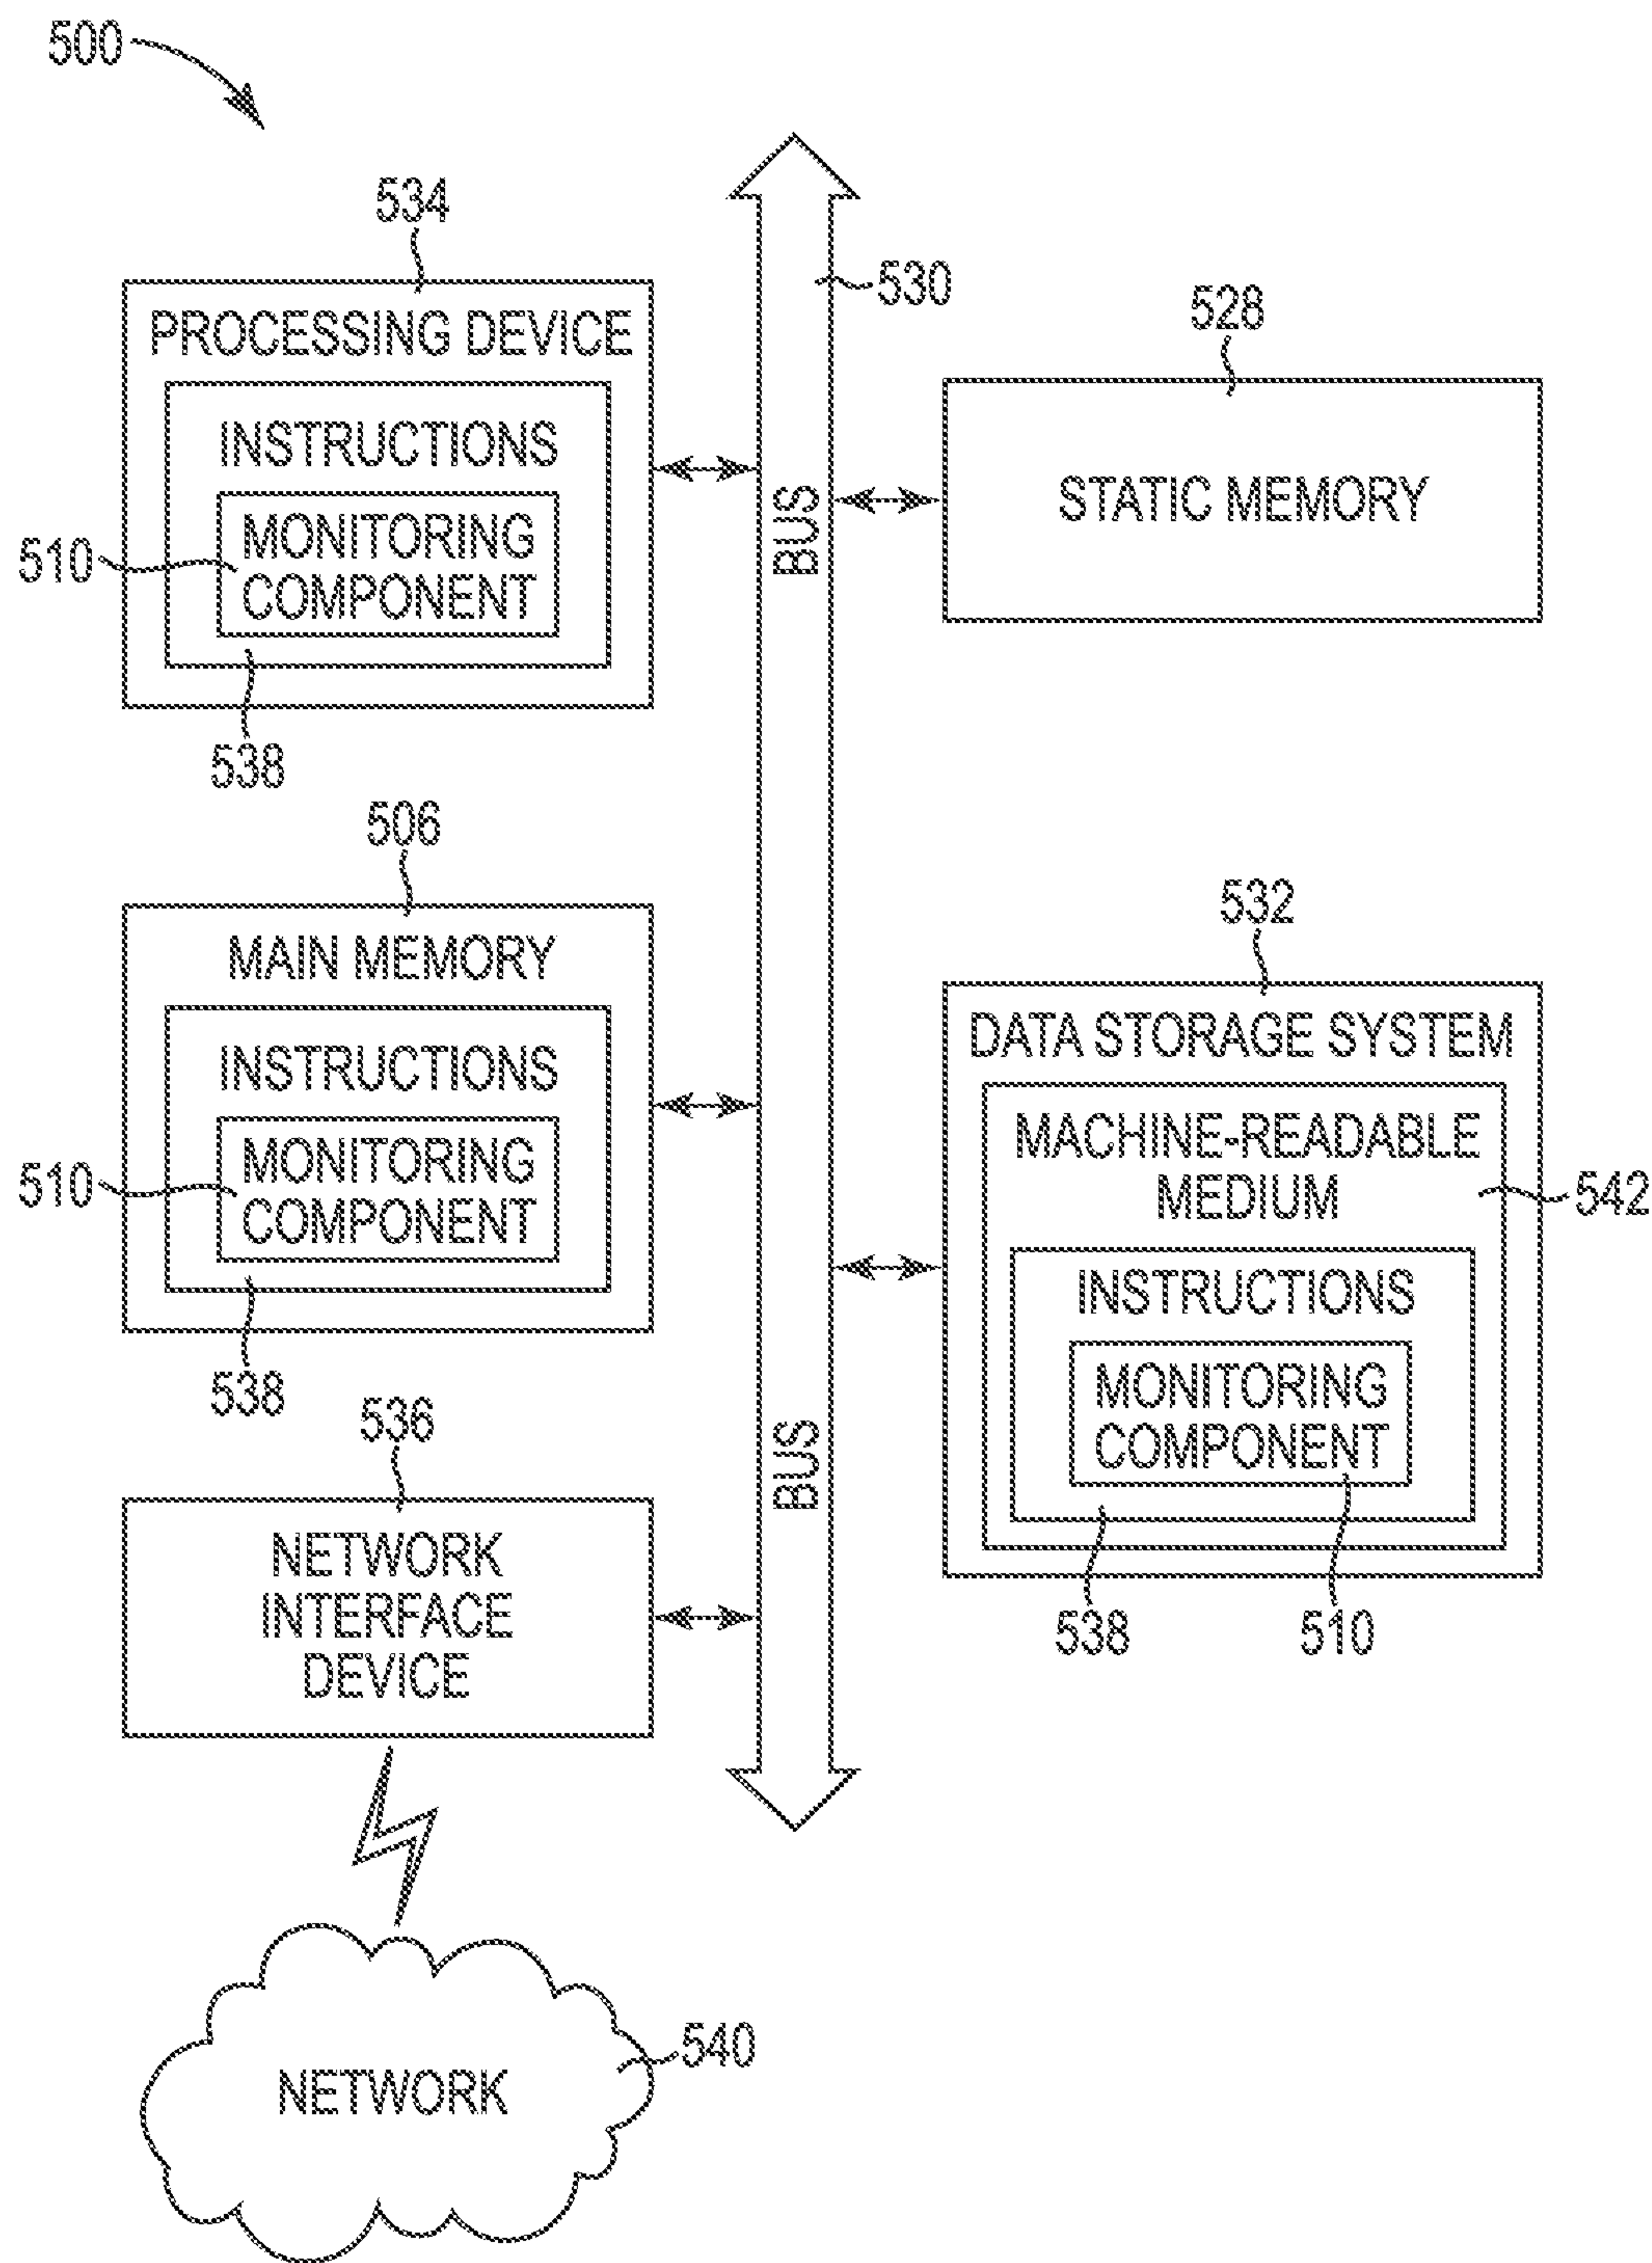 500
534
PROCESSING DEVICE
INSTRUCTIONS
MONITORING
COMPONENT
510
538
530
BUS
528
STATIC MEMORY
506
MAIN MEMORY
INSTRUCTIONS
MONITORING
COMPONENT
510
538
532
DATA STORAGE SYSTEM
MACHINE-READABLE
MEDIUM
542
INSTRUCTIONS
MONITORING
COMPONENT
538
510
BUS
536
NETWORK
INTERFACE
DEVICE
NETWORK
540